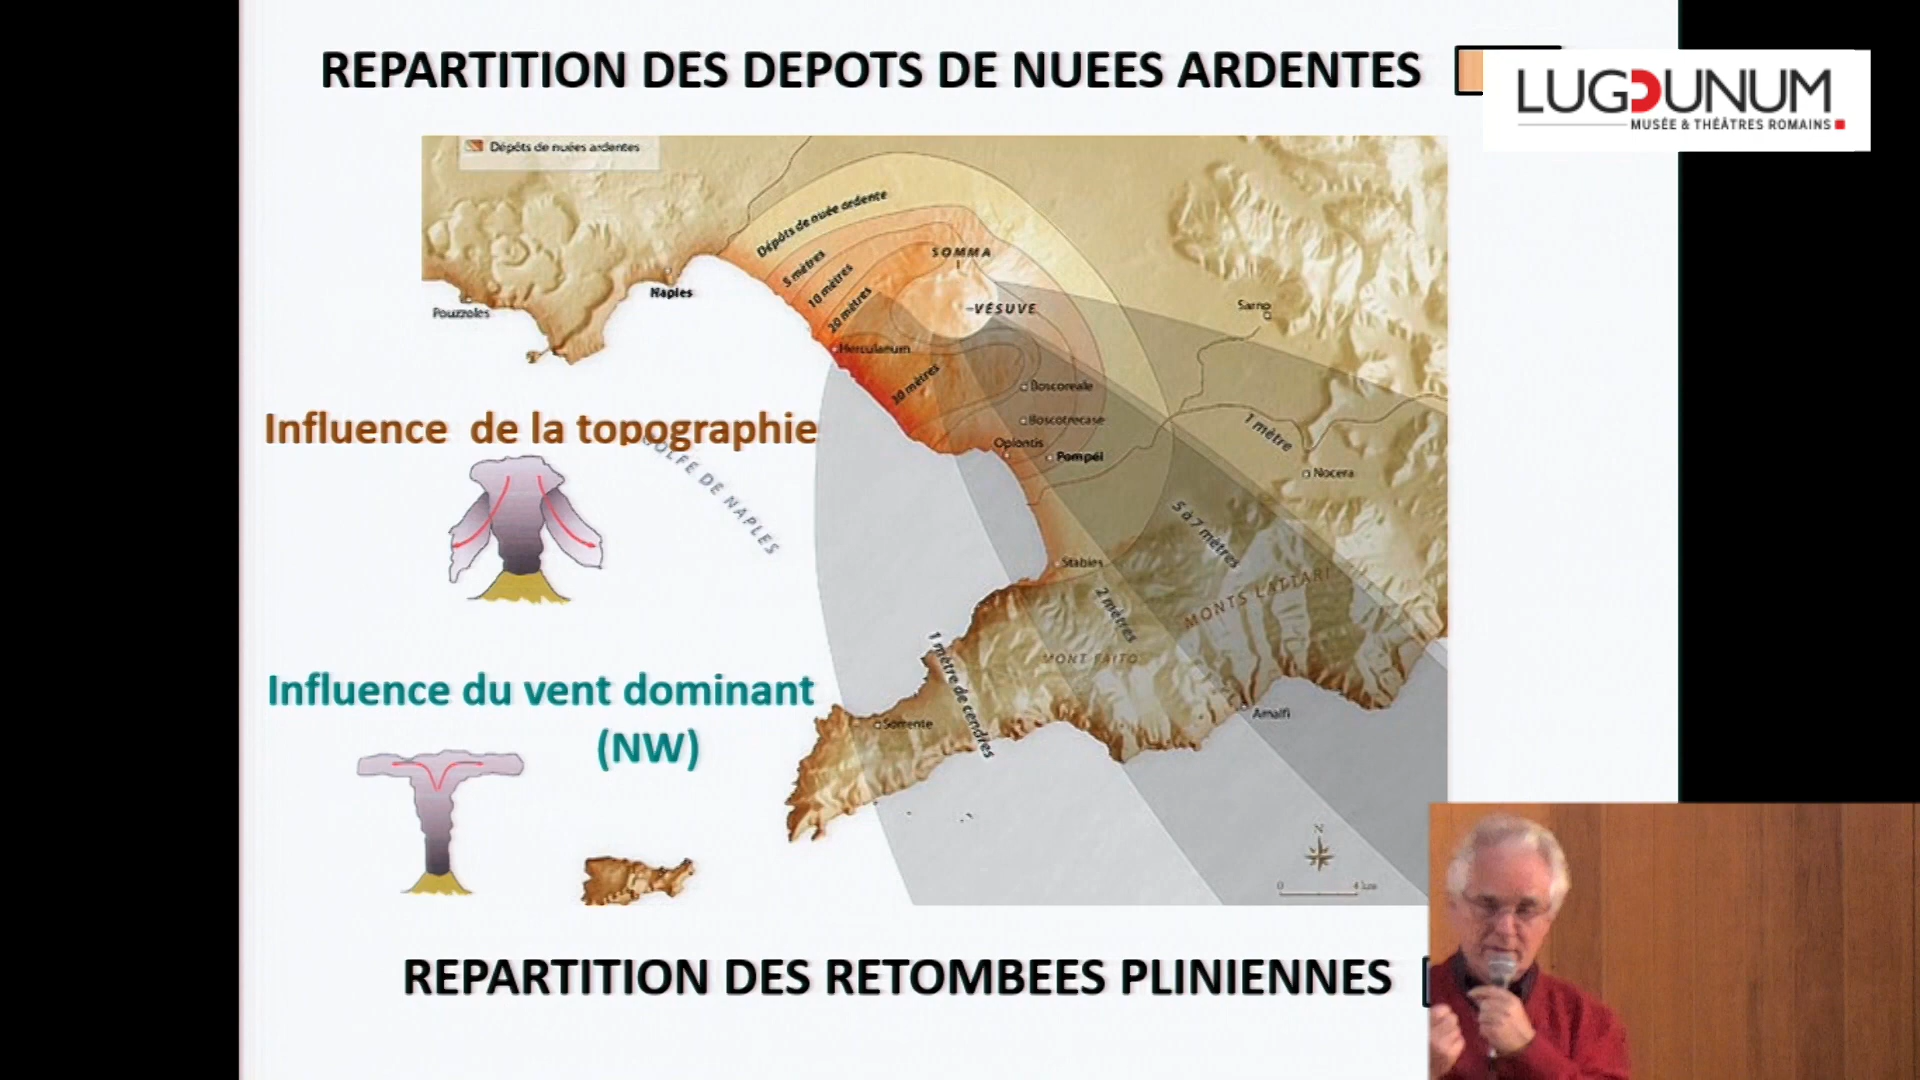 REPARTITION DES DEPOTS DE NUEES ARDENTES
LUGDUNUM
MUSÉE & THÉÂTRES ROMAINS
Dépôts de nuées ardentes
Dépôts de nuée ardente
5 mètres
10 mètres
20 mètres
SOMMA
VÉSUVE
Naples
Pouzzoles
Sarno
Herculanum
20 mètres
Boscoreale
Boscotrecase
Oplontis
Pompéi
1 mètre
Nocera
Influence de la topographie
GOLFE DE NAPLES
5 à 7 mètres
Stabies
2 mètres
MONTS LATTARI
MONT FAITO
1 mètre de cendres
Influence du vent dominant
(NW)
Sorrente
Amalfi
N
0 4 km
REPARTITION DES RETOMBEES PLINIENNES